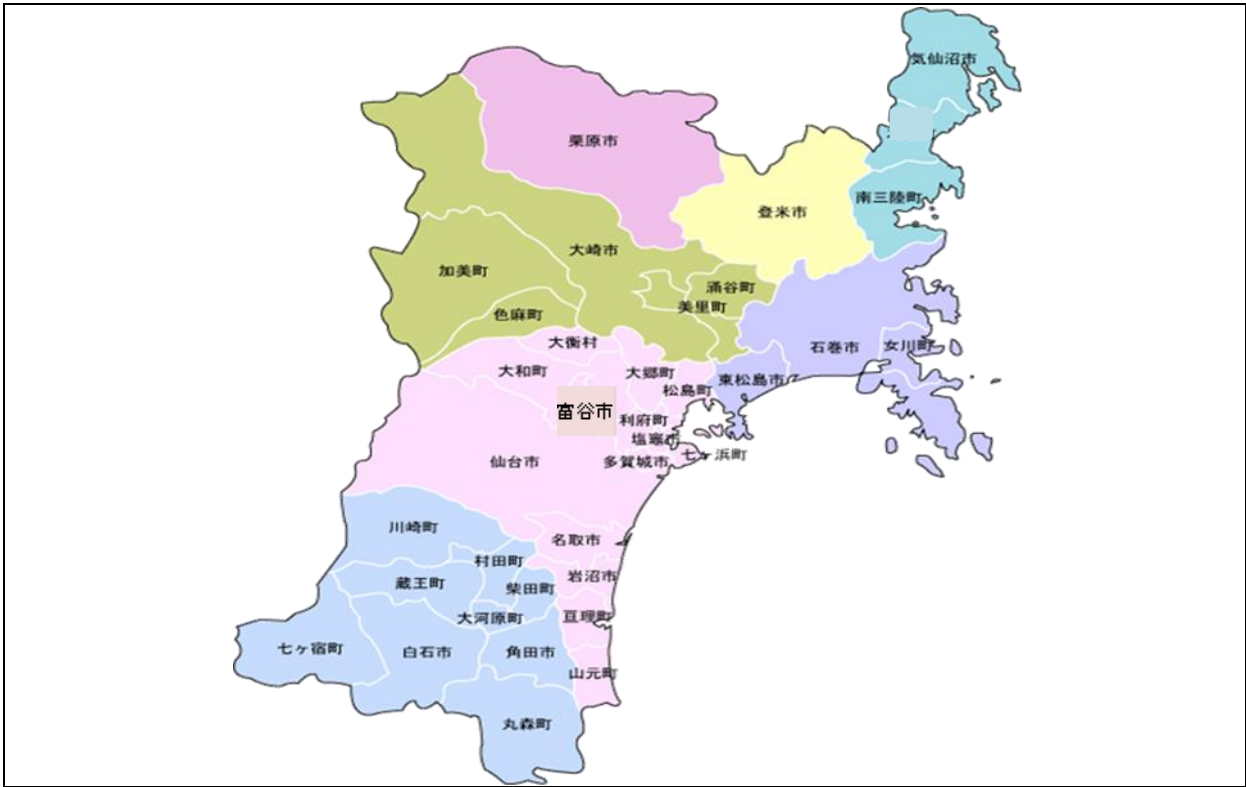 気仙沼市
栗原市
南三陸町
登米市
大崎市
加美町
涌谷町
美里町
色麻町
大衡村
石巻市
女川町
大和町
大郷町
東松島市
松島町
富谷市
利府町
塩竈市
七ヶ浜町
仙台市
多賀城市
川崎町
名取市
村田町
岩沼市
蔵王町
柴田町
大河原町
亘理町
七ヶ宿町
白石市
角田市
山元町
丸森町